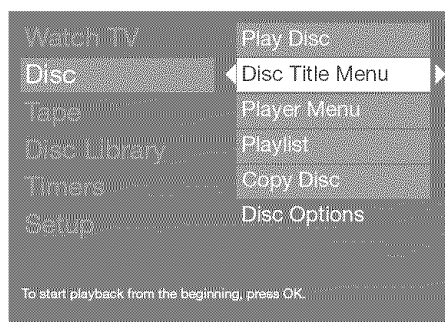 Watch TV
Disc
Tape
Disc Library
Timers
Setup
Play Disc
Disc Title Menu
Player Menu
Playlist
Copy Disc
Disc Options
To start playback from the beginning, press OK.